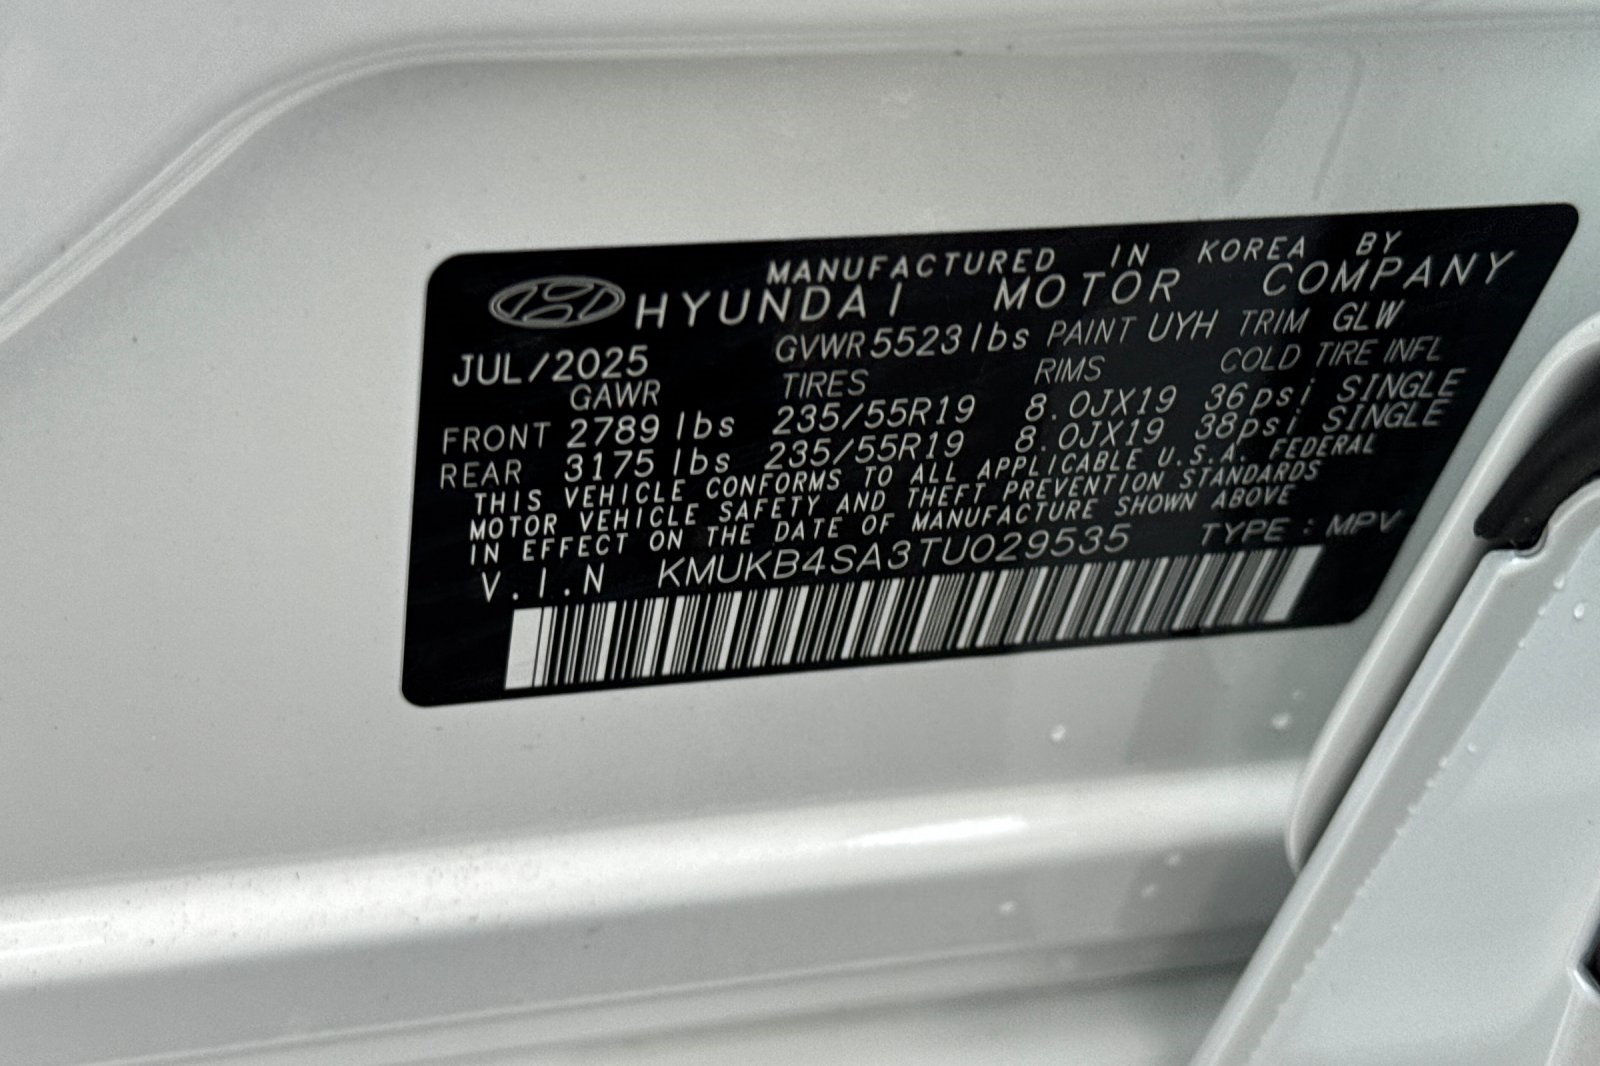 MANUFACTURED IN KOREA BY
HYUNDAI MOTOR COMPANY
JUL/2025 GVWR 5523lbs PAINT UYH TRIM GLW
GAWR TIRES RIMS COLD TIRE INFL
FRONT 2789 lbs 235/55R19 8.0JX19 36psi SINGLE
REAR 3175 lbs 235/55R19 8.0JX19 38psi SINGLE
THIS VEHICLE CONFORMS TO ALL APPLICABLE U.S.A. FEDERAL
MOTOR VEHICLE SAFETY AND THEFT PREVENTION STANDARDS
IN EFFECT ON THE DATE OF MANUFACTURE SHOWN ABOVE
V.I.N KMUKB4SA3TU029535 TYPE : MPV